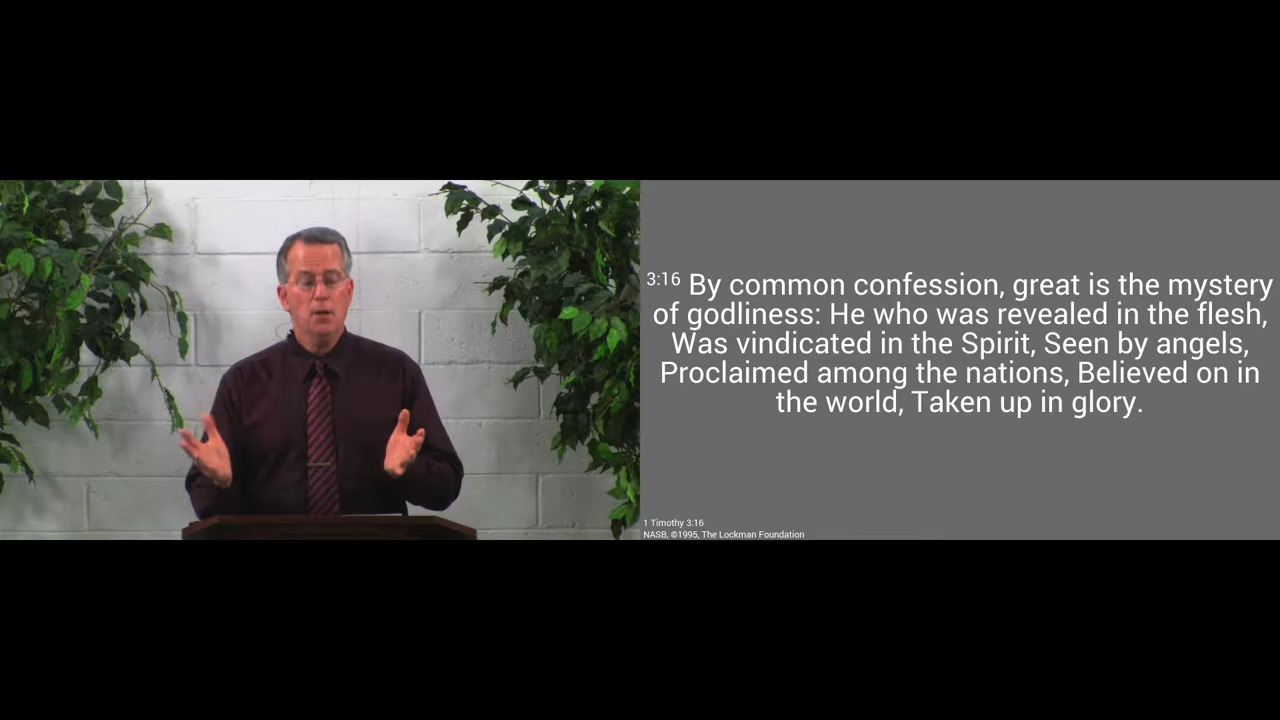 3:16 By common confession, great is the mystery
of godliness: He who was revealed in the flesh,
Was vindicated in the Spirit, Seen by angels,
Proclaimed among the nations, Believed on in
the world, Taken up in glory.
1 Timothy 3:16
NASB, ©1995, The Lockman Foundation